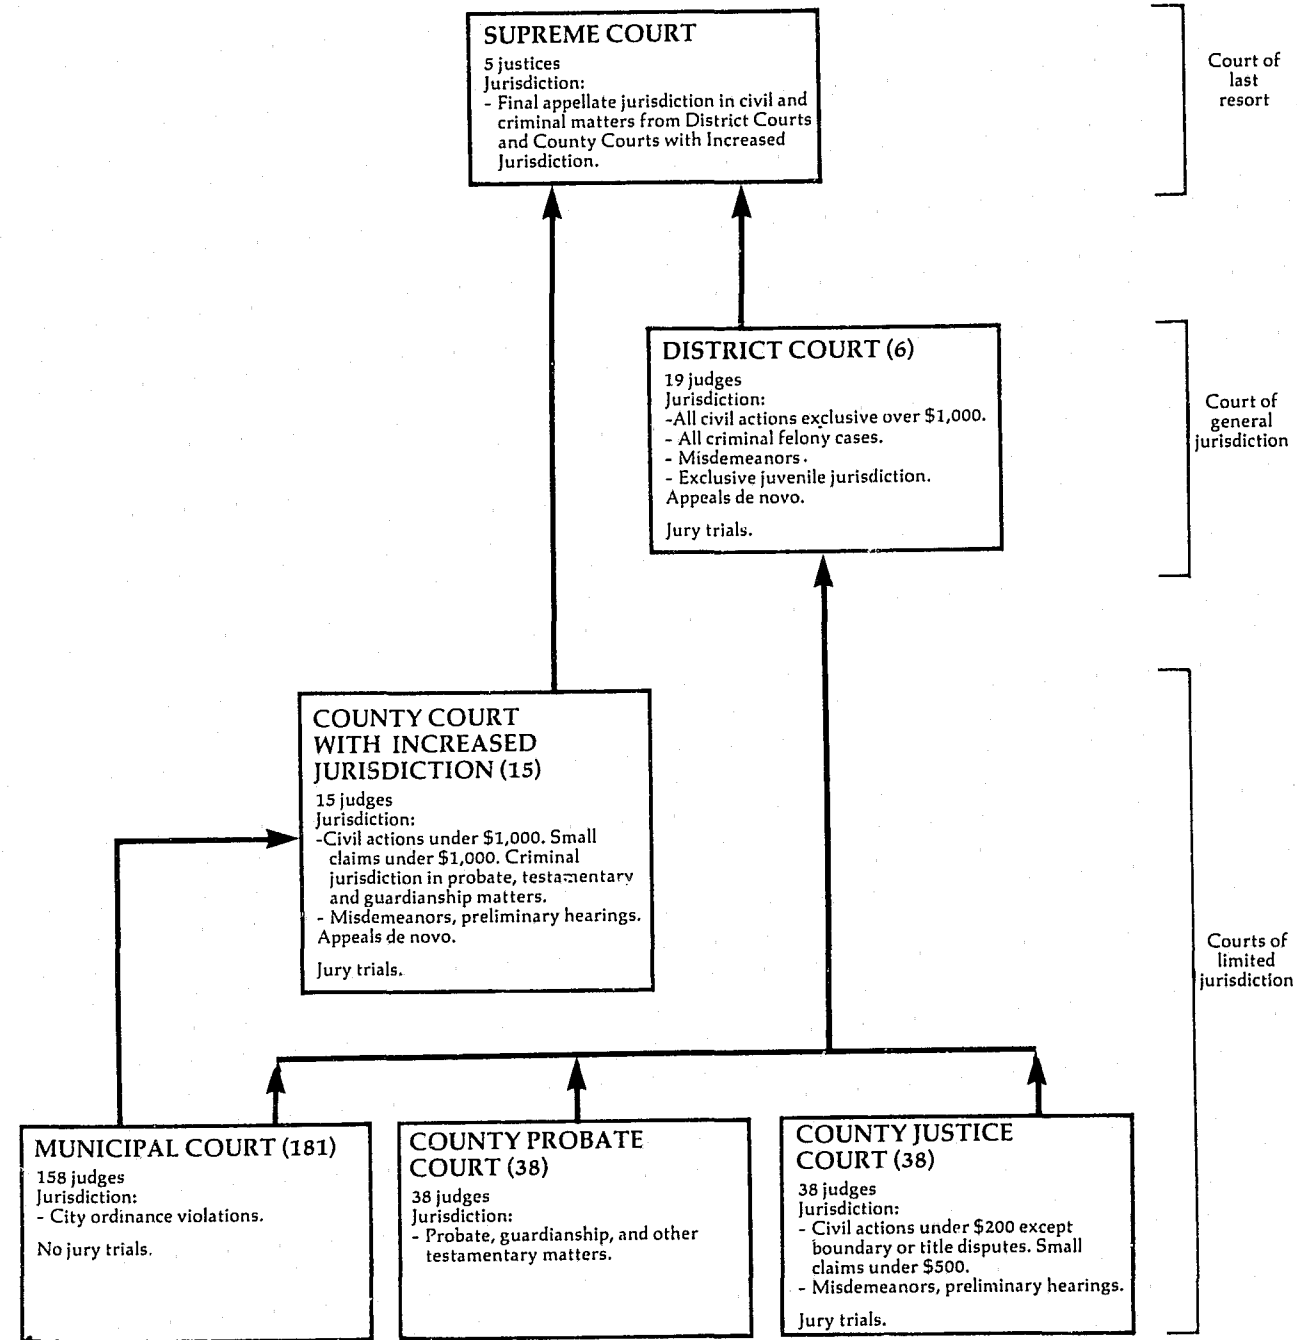 SUPREME COURT
5 justices
Jurisdiction:
- Final appellate jurisdiction in civil and
criminal matters from District Courts
and County Courts with Increased
Jurisdiction.
Court of
last
resort
DISTRICT COURT (6)
19 judges
Jurisdiction:
-All civil actions exclusive over $1,000.
- All criminal felony cases.
- Misdemeanors.
- Exclusive juvenile jurisdiction.
Appeals de novo.
Jury trials.
Court of
general
jurisdiction
COUNTY COURT
WITH INCREASED
JURISDICTION (15)
15 judges
Jurisdiction:
-Civil actions under $1,000. Small
claims under $1,000. Criminal
jurisdiction in probate, testamentary
and guardianship matters.
- Misdemeanors, preliminary hearings.
Appeals de novo.
Jury trials.
Courts of
limited
jurisdiction
MUNICIPAL COURT (181)
158 judges
Jurisdiction:
- City ordinance violations.
No jury trials.
COUNTY PROBATE
COURT (38)
38 judges
Jurisdiction:
- Probate, guardianship, and other
testamentary matters.
COUNTY JUSTICE
COURT (38)
38 judges
Jurisdiction:
- Civil actions under $200 except
boundary or title disputes. Small
claims under $500.
- Misdemeanors, preliminary hearings.
Jury trials.